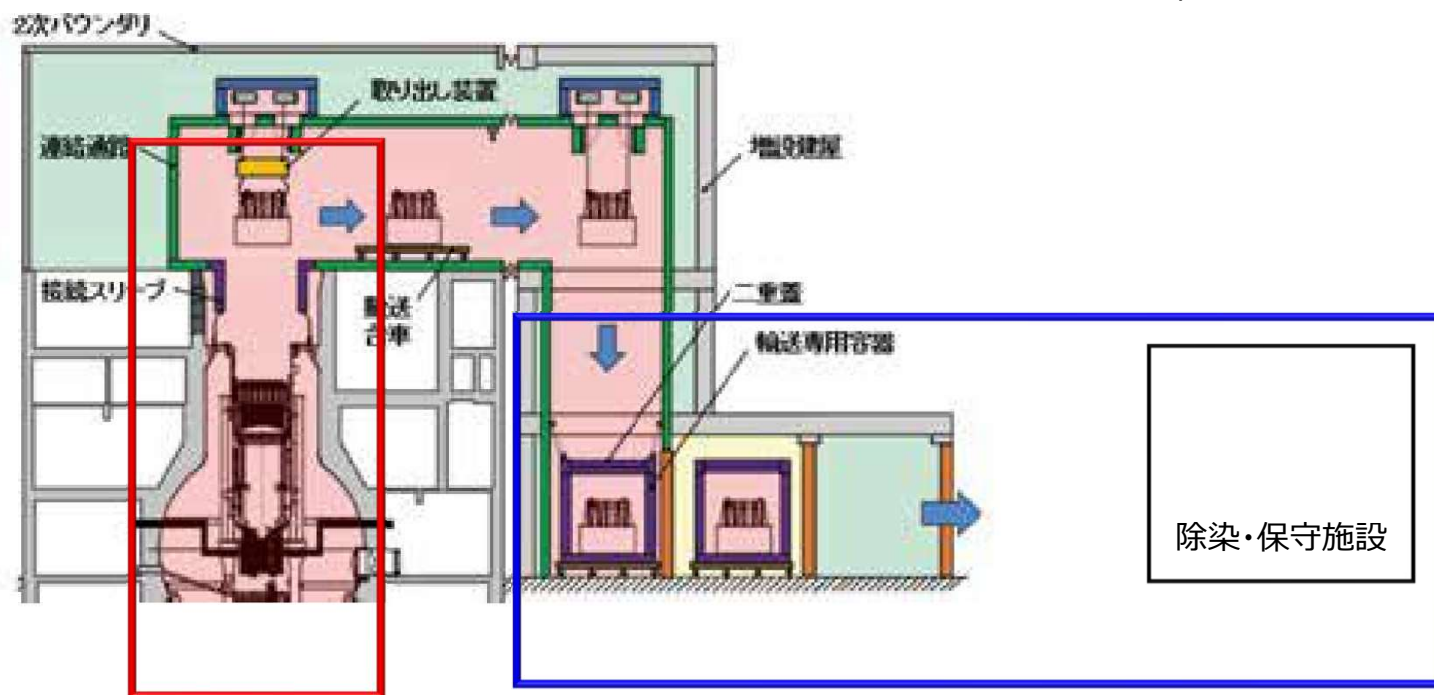 2次バウンダリ
取り出し装置
連結通路
増設建屋
接続スリーブ
搬送
台車
二重蓋
輸送専用容器
除染・保守施設